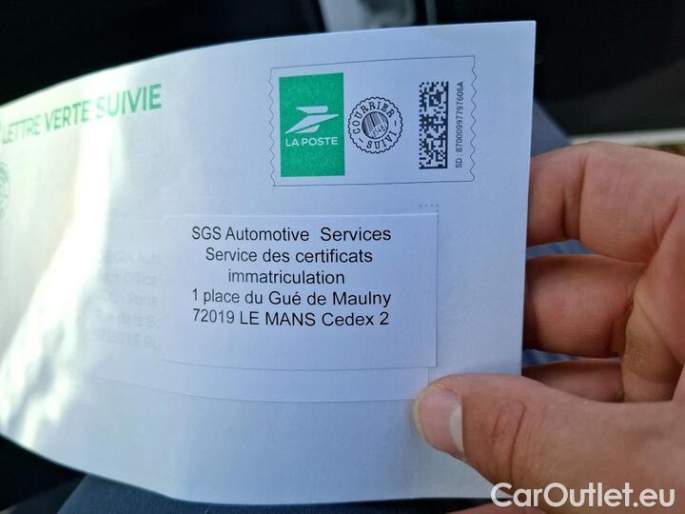 LETTRE VERTE SUIVIE
LA POSTE
COURRIER SUIVI
SD : 87000997797606A
SGS Automotive Services
Service des certificats
immatriculation
1 place du Gué de Maulny
72019 LE MANS Cedex 2
CarOutlet.eu